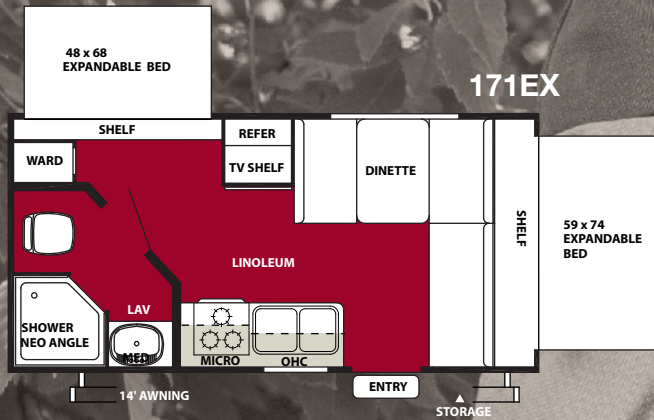 48 x 68
EXPANDABLE BED
171EX
SHELF
REFER
WARD
TV SHELF
DINETTE
SHELF
59 x 74
EXPANDABLE
BED
LINOLEUM
LAV
SHOWER
NEO ANGLE
MED
MICRO
OHC
ENTRY
14' AWNING
STORAGE